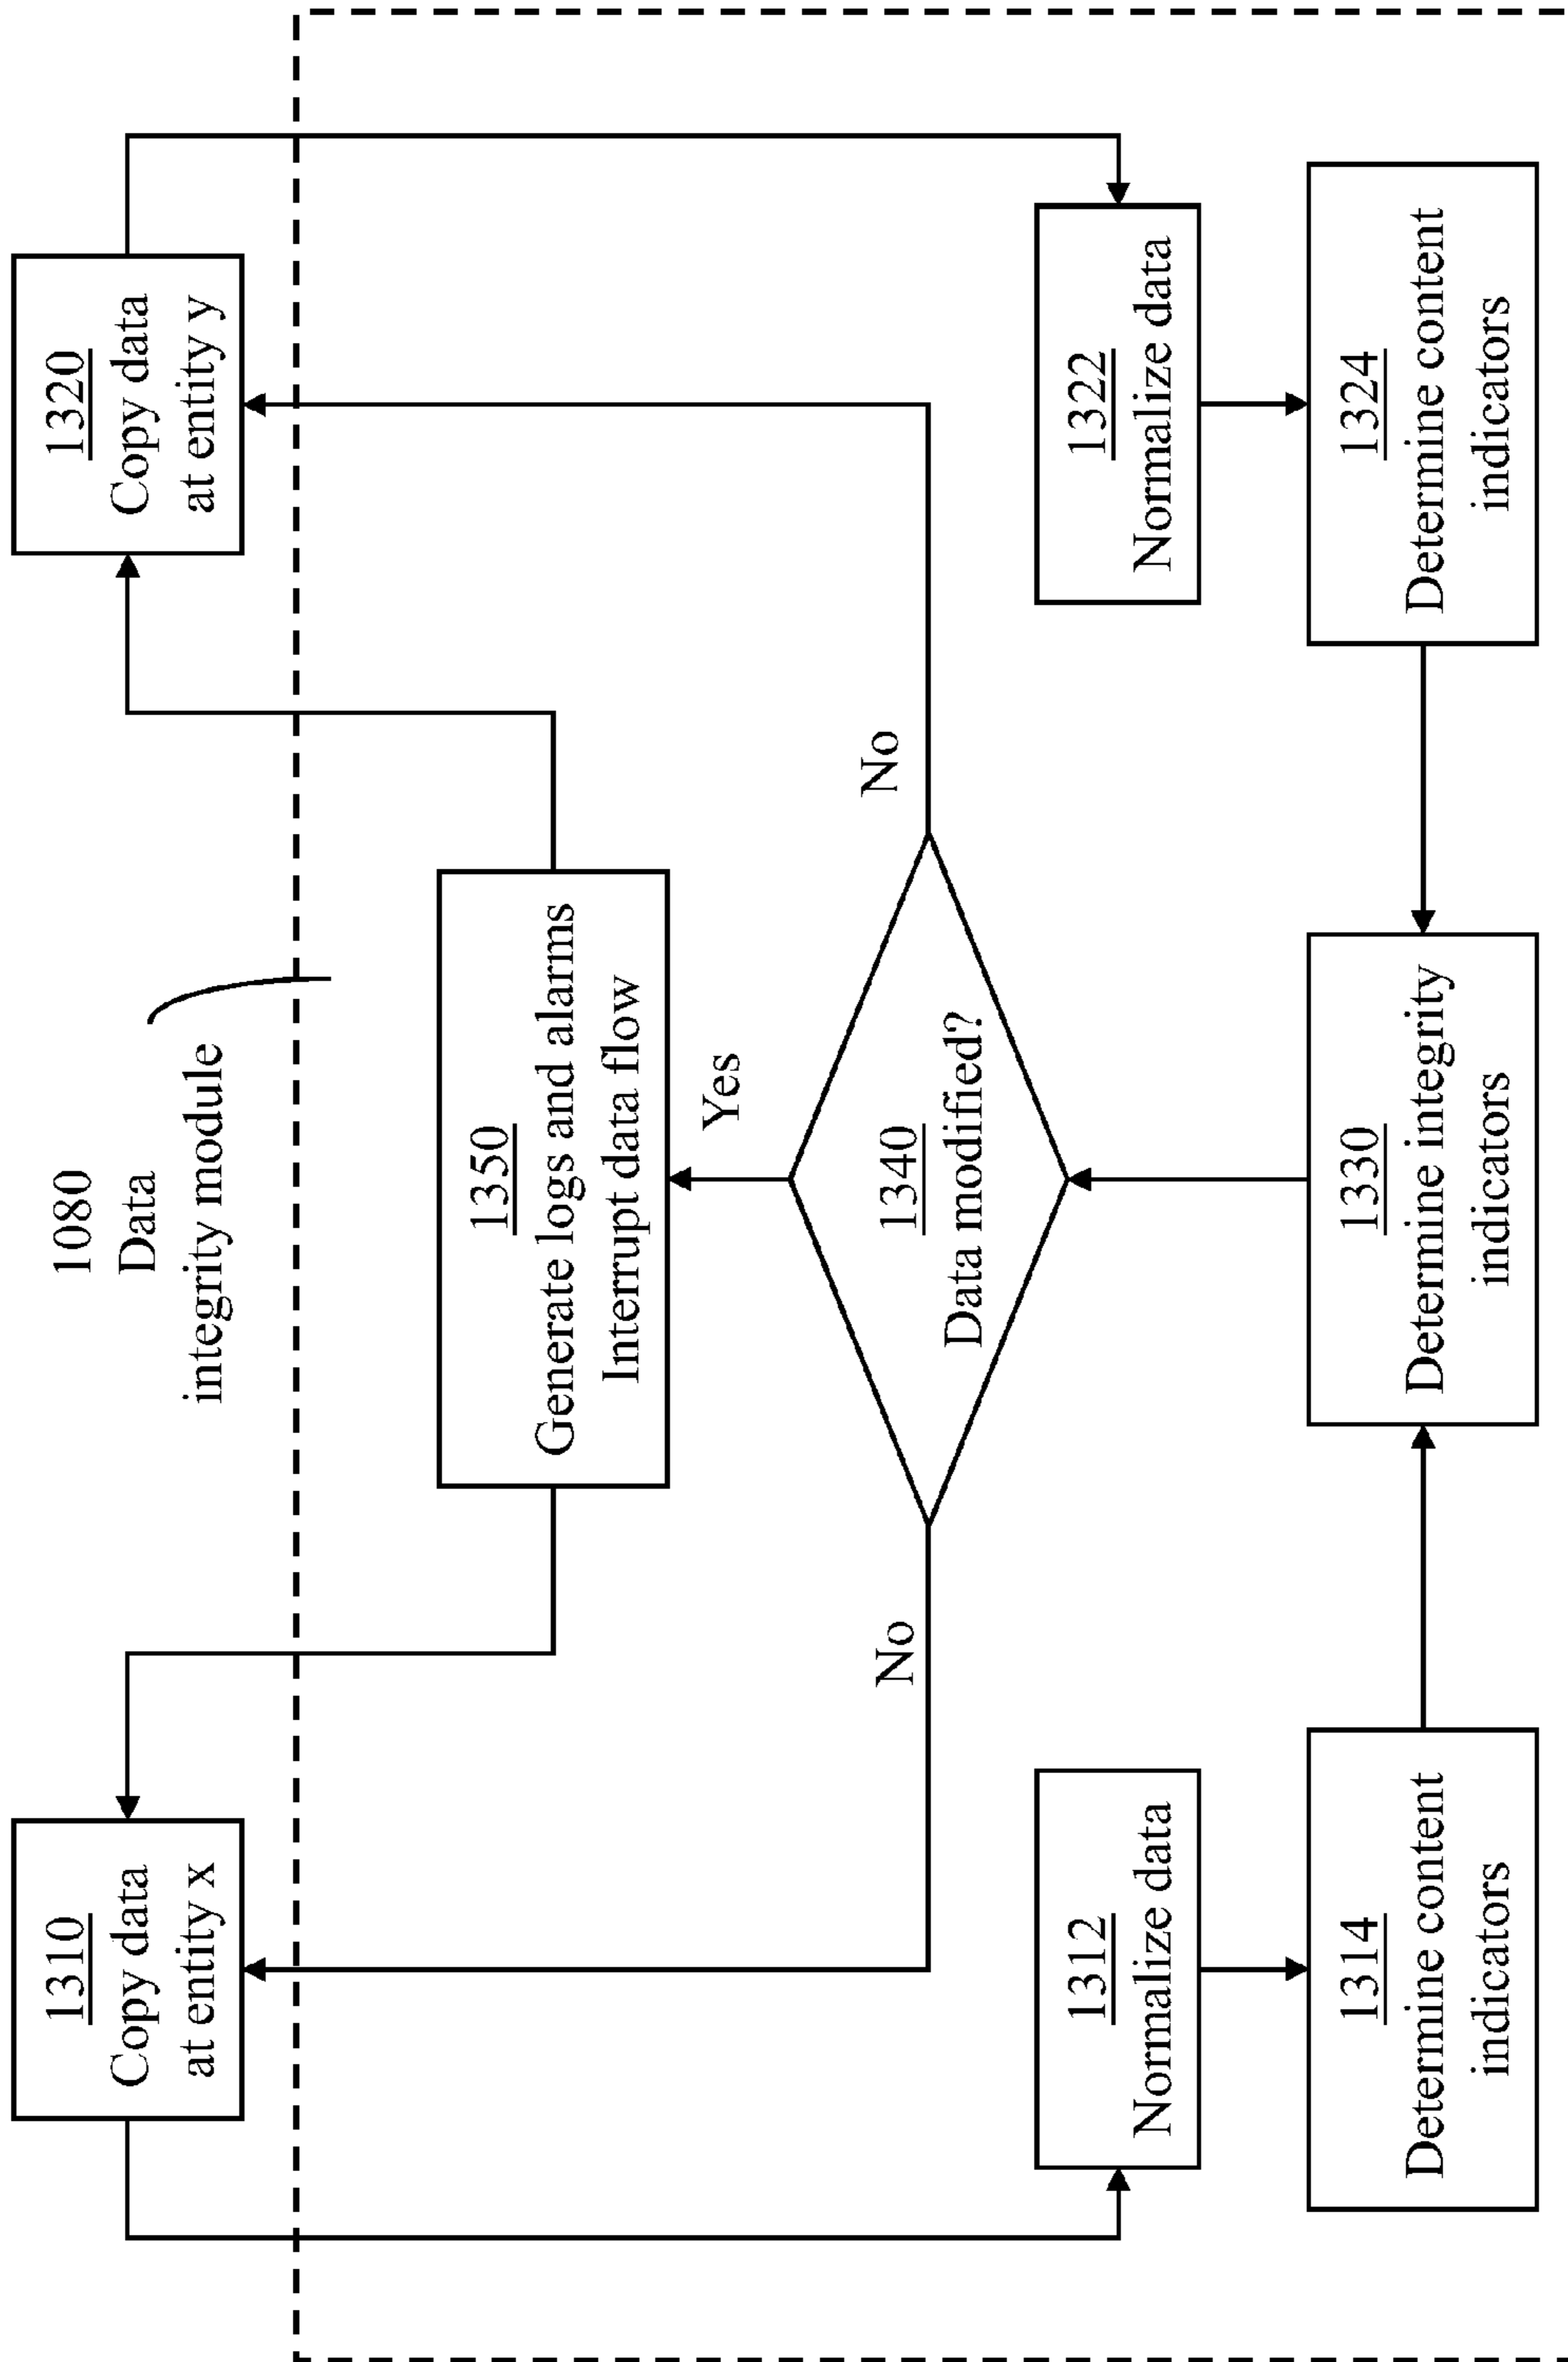 1080
Data
integrity module
1310
Copy data
at entity x
1320
Copy data
at entity y
1350
Generate logs and alarms
Interrupt data flow
Yes
No
No
1340
Data modified?
1312
Normalize data
1322
Normalize data
1314
Determine content
indicators
1330
Determine integrity
indicators
1324
Determine content
indicators